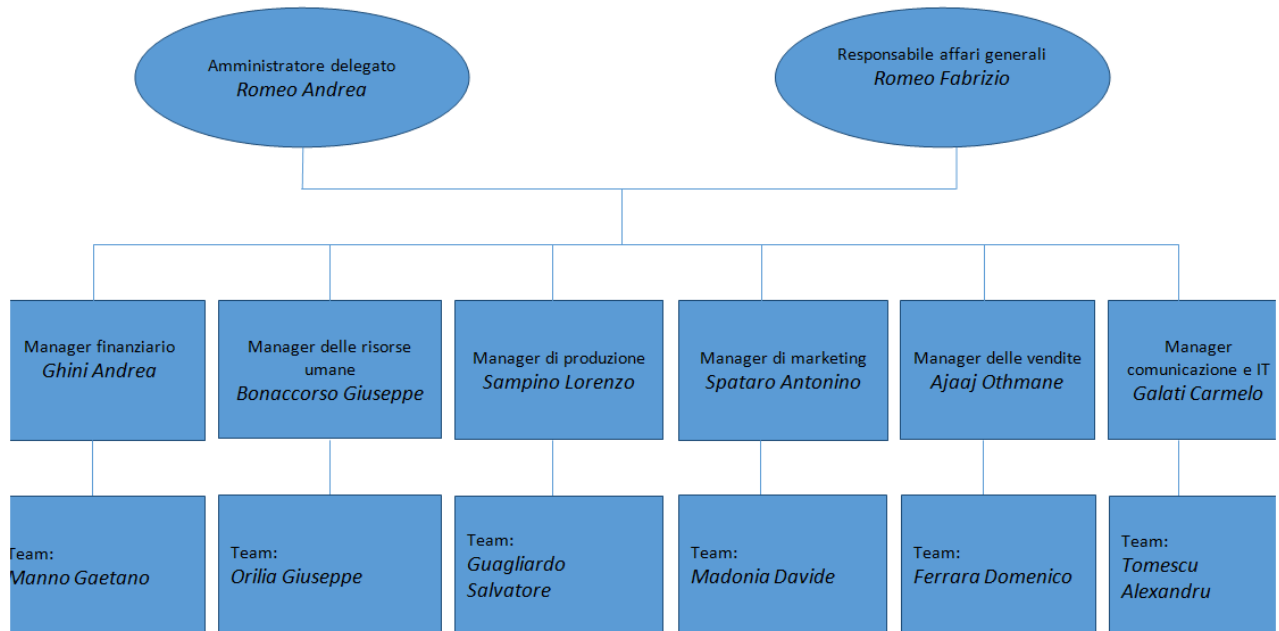 Amministratore delegato
Romeo Andrea
Responsabile affari generali
Romeo Fabrizio
Manager finanziario
Ghini Andrea
Manager delle risorse
umane
Bonaccorso Giuseppe
Manager di produzione
Sampino Lorenzo
Manager di marketing
Spataro Antonino
Manager delle vendite
Ajaaj Othmane
Manager
comunicazione e IT
Galati Carmelo
Team:
Manno Gaetano
Team:
Orilia Giuseppe
Team:
Guagliardo
Salvatore
Team:
Madonia Davide
Team:
Ferrara Domenico
Team:
Tomescu
Alexandru